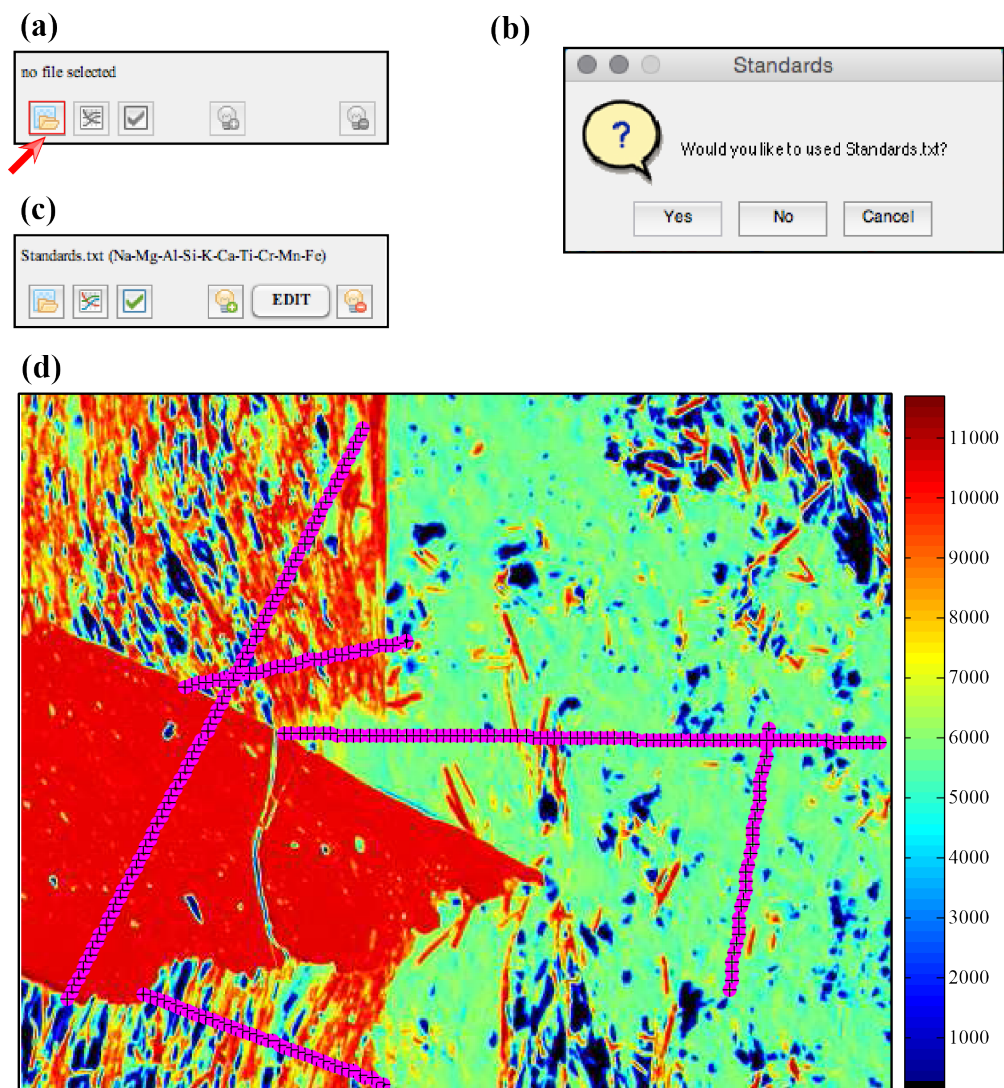 (a)
no file selected
(b)
Standards
?
Would you like to used Standards.txt?
Yes
No
Cancel
(c)
Standards.txt (Na-Mg-Al-Si-K-Ca-Ti-Cr-Mn-Fe)
EDIT
(d)
11000
10000
9000
8000
7000
6000
5000
4000
3000
2000
1000